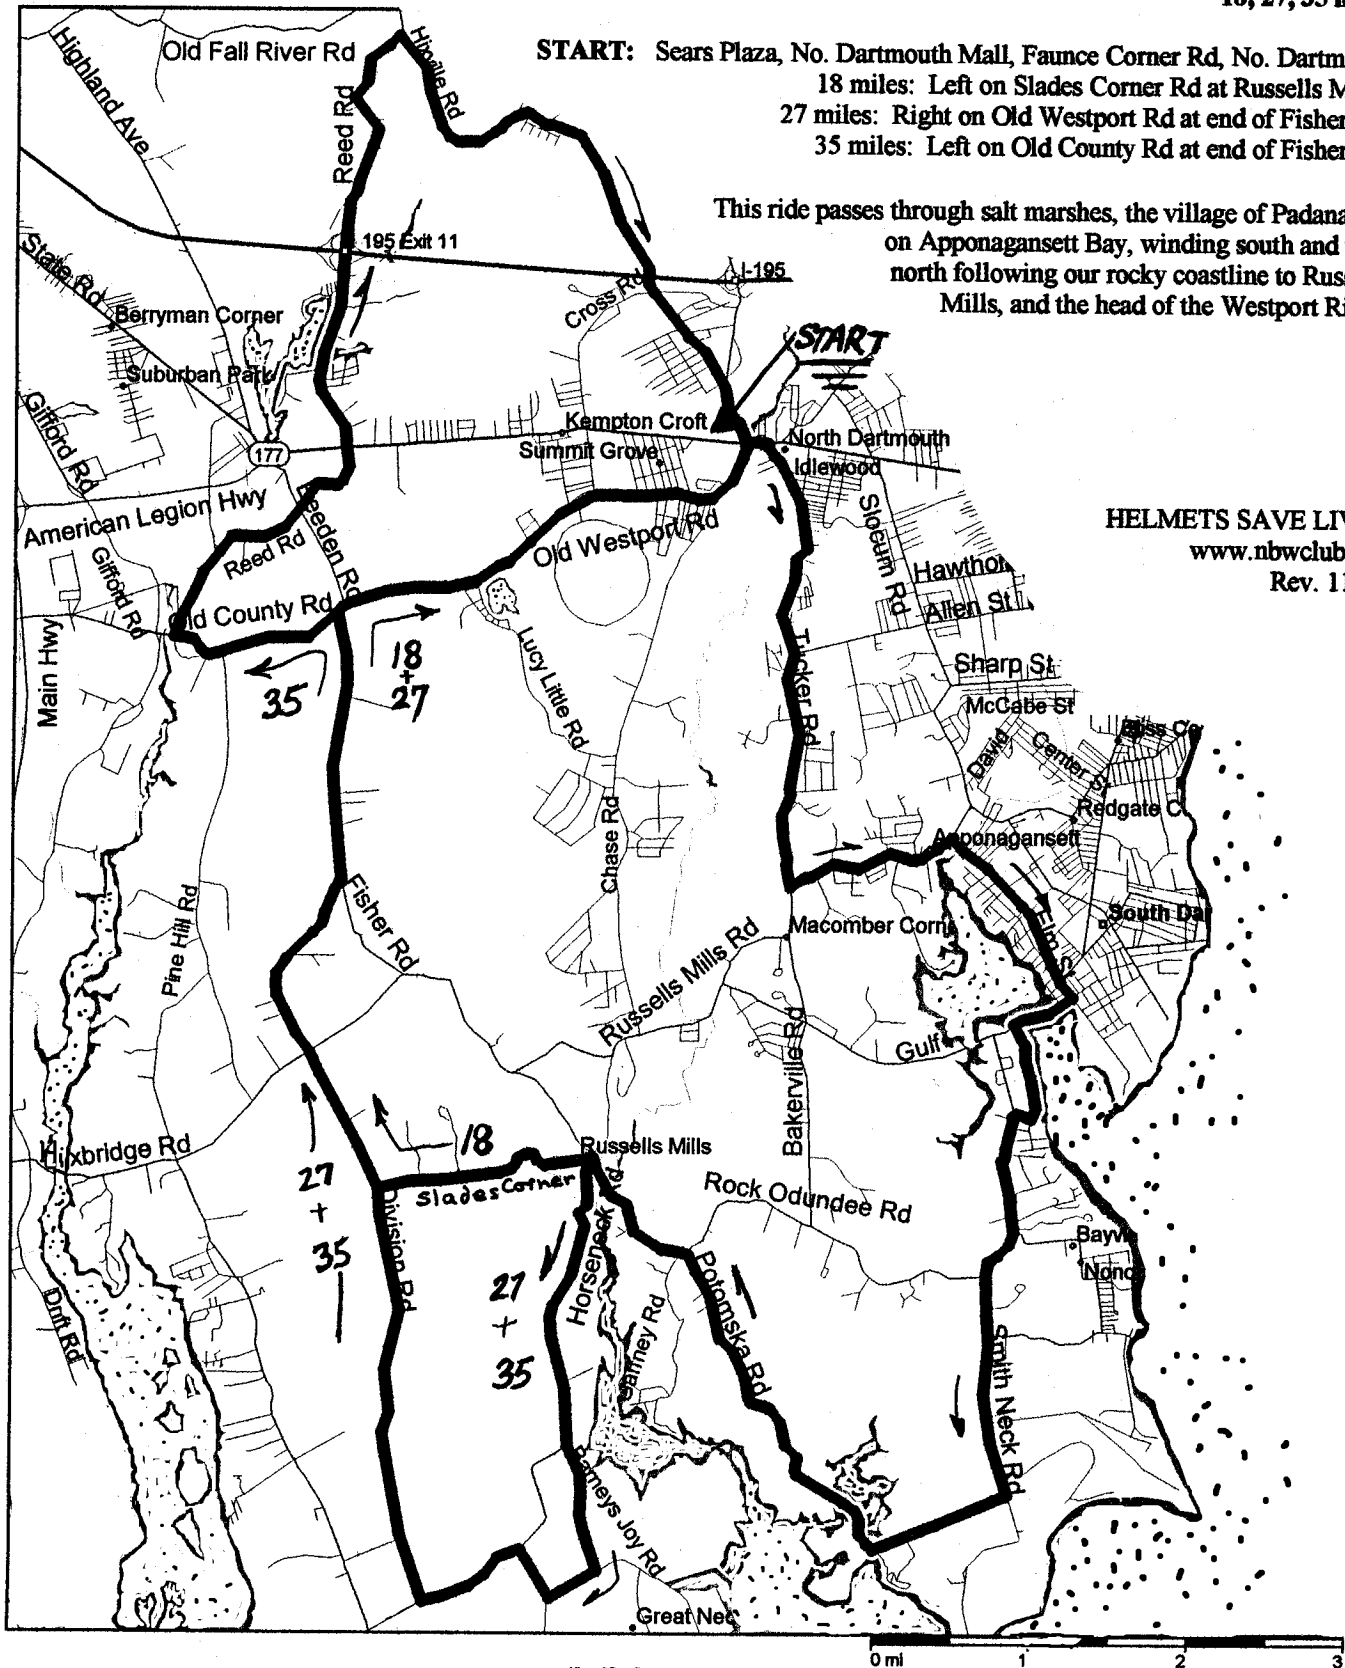 18, 27, 35
START: Sears Plaza, No. Dartmouth Mall, Faunce Corner Rd, No. Dartm
18 miles: Left on Slades Corner Rd at Russells M
27 miles: Right on Old Westport Rd at end of Fisher
35 miles: Left on Old County Rd at end of Fisher
This ride passes through salt marshes, the village of Padana
on Apponagansett Bay, winding south and
north following our rocky coastline to Russ
Mills, and the head of the Westport Ri
Old Fall River Rd
Hixville Rd
Highland Ave
Reed Rd
195 Exit 11
I-195
State Rd
Cross Rd
Berryman Corner
START
Suburban Park
Gifford Rd
Kempton Croft
177
Summit Grove
North Dartmouth
Idlewood
American Legion Hwy
Slocum Rd
HELMETS SAVE LIV
www.nbwclub
Rev. 11
Reed Rd
Reeden Rd
Old Westport Rd
Gifford Rd
Hawthor
Allen St
Old County Rd
Main Hwy
18
+
27
35
Lucy Little Rd
Tucker Rd
Sharp St
McCabe St
David
Center St
Bliss Co
Redgate C
Apponagansett
Chase Rd
Fisher Rd
Pine Hill Rd
Macomber Corn
Elm St
South Da
Russells Mills Rd
Bakerville Rd
Gulf
Hixbridge Rd
18
Russells Mills
27
+
35
Slades Corner
Rock Odundee Rd
Division Rd
Horseneck Rd
27
+
35
Bayvi
Nonq
Drift Rd
Gaffney Rd
Potomska Rd
Smith Neck Rd
Barneys Joy Rd
Great Nec
0 mi 1 2 3